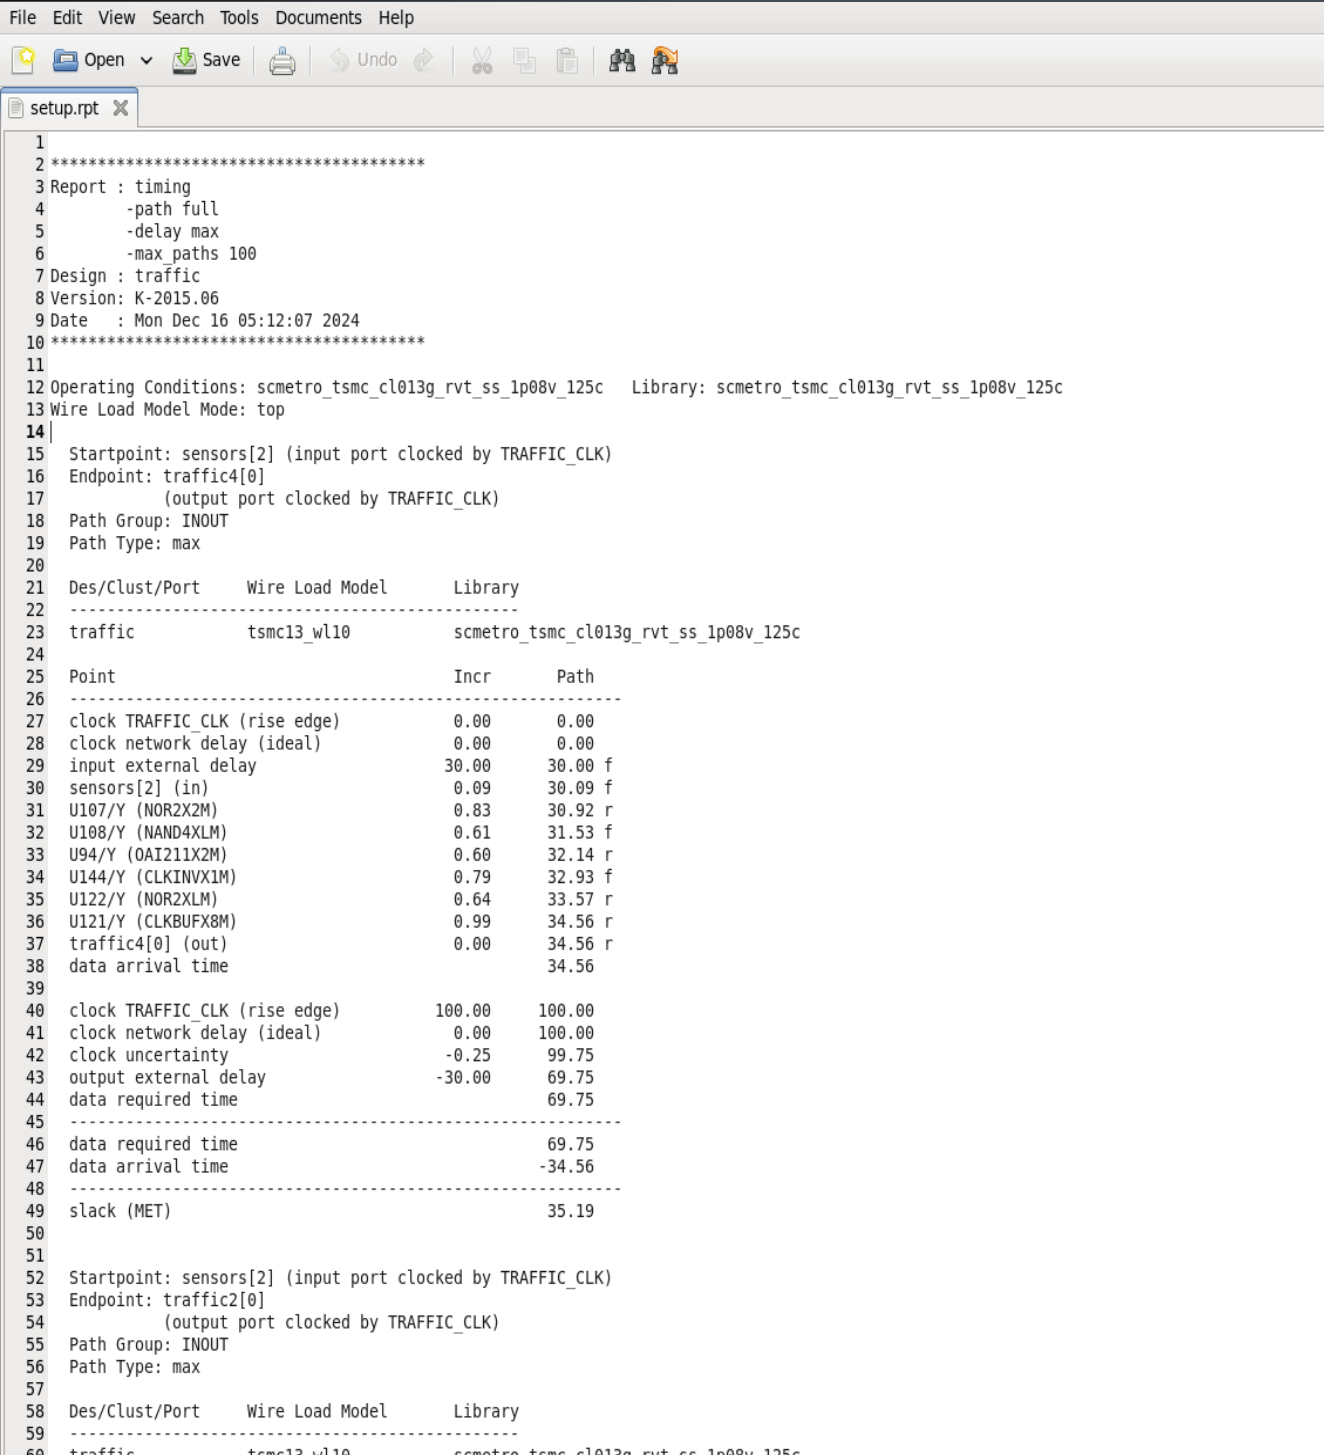 File Edit View Search Tools Documents Help
Open Save Undo
setup.rpt
1
2 ****************************************
3 Report : timing
4         -path full
5         -delay max
6         -max_paths 100
7 Design : traffic
8 Version: K-2015.06
9 Date   : Mon Dec 16 05:12:07 2024
10 ****************************************
11
12 Operating Conditions: scmetro_tsmc_cl013g_rvt_ss_1p08v_125c   Library: scmetro_tsmc_cl013g_rvt_ss_1p08v_125c
13 Wire Load Model Mode: top
14
15   Startpoint: sensors[2] (input port clocked by TRAFFIC_CLK)
16   Endpoint: traffic4[0]
17             (output port clocked by TRAFFIC_CLK)
18   Path Group: INOUT
19   Path Type: max
20
21   Des/Clust/Port     Wire Load Model       Library
22   ------------------------------------------------
23   traffic            tsmc13_wl10           scmetro_tsmc_cl013g_rvt_ss_1p08v_125c
24
25   Point                                    Incr       Path
26   -----------------------------------------------------------
27   clock TRAFFIC_CLK (rise edge)            0.00       0.00
28   clock network delay (ideal)              0.00       0.00
29   input external delay                    30.00      30.00 f
30   sensors[2] (in)                          0.09      30.09 f
31   U107/Y (NOR2X2M)                         0.83      30.92 r
32   U108/Y (NAND4XLM)                        0.61      31.53 f
33   U94/Y (OAI211X2M)                        0.60      32.14 r
34   U144/Y (CLKINVX1M)                       0.79      32.93 f
35   U122/Y (NOR2XLM)                         0.64      33.57 r
36   U121/Y (CLKBUFX8M)                       0.99      34.56 r
37   traffic4[0] (out)                        0.00      34.56 r
38   data arrival time                                  34.56
39
40   clock TRAFFIC_CLK (rise edge)          100.00     100.00
41   clock network delay (ideal)              0.00     100.00
42   clock uncertainty                       -0.25      99.75
43   output external delay                  -30.00      69.75
44   data required time                                 69.75
45   -----------------------------------------------------------
46   data required time                                 69.75
47   data arrival time                                 -34.56
48   -----------------------------------------------------------
49   slack (MET)                                        35.19
50
51
52   Startpoint: sensors[2] (input port clocked by TRAFFIC_CLK)
53   Endpoint: traffic2[0]
54             (output port clocked by TRAFFIC_CLK)
55   Path Group: INOUT
56   Path Type: max
57
58   Des/Clust/Port     Wire Load Model       Library
59   ------------------------------------------------
60   traffic            tsmc13_wl10           scmetro_tsmc_cl013g_rvt_ss_1p08v_125c